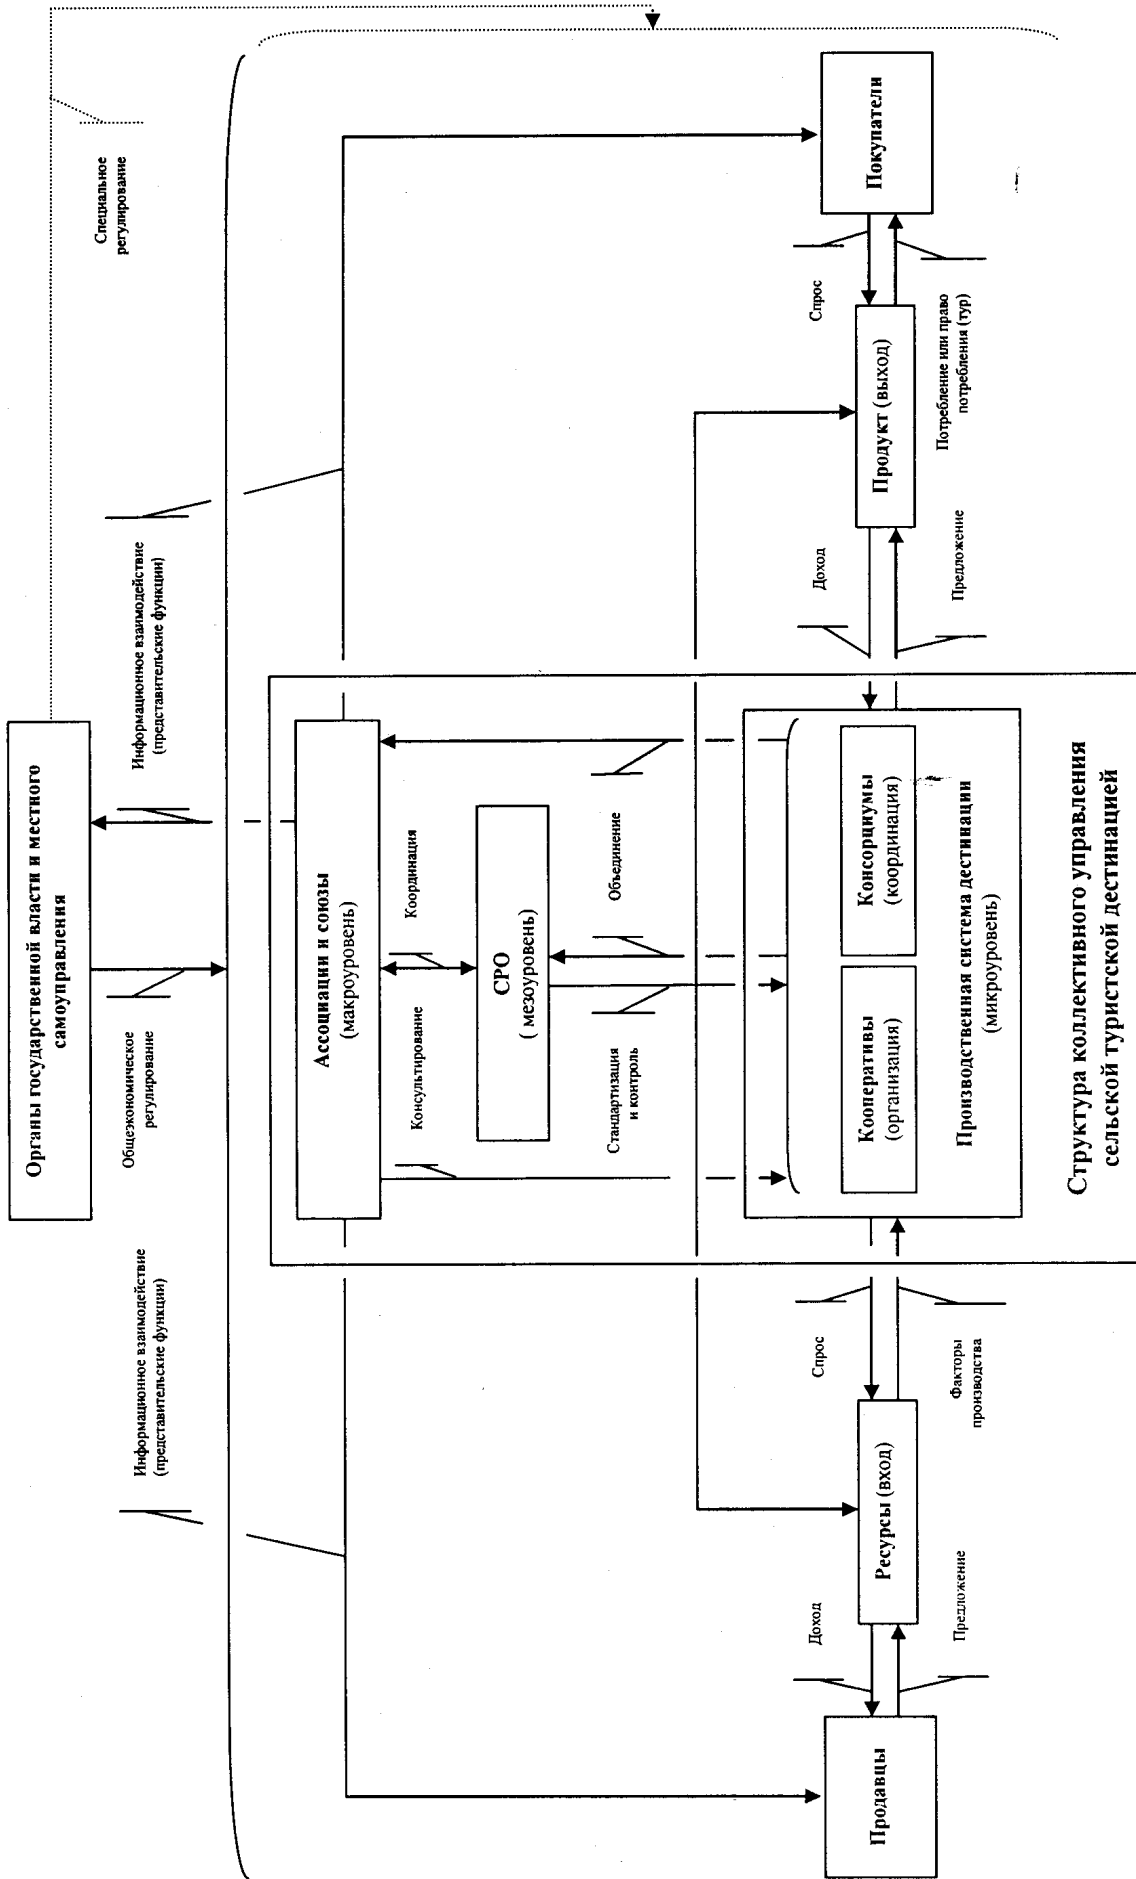 Органы государственной власти и местного
самоуправления
Информационное взаимодействие
(представительские функции)
Общеэкономическое
регулирование
Информационное взаимодействие
(представительские функции)
Специальное
регулирование
Ассоциации и союзы
(макроуровень)
Консультирование
Координация
СРО
( мезоуровень)
Стандартизация
и контроль
Объединение
Продавцы
Доход
Предложение
Ресурсы (вход)
Спрос
Факторы
производства
Кооперативы
(организация)
Консорциумы
(координация)
Производственная система дестинации
(микроуровень)
Доход
Предложение
Продукт (выход)
Спрос
Потребление или право
потребления (тур)
Покупатели
Структура коллективного управления
сельской туристской дестинацией